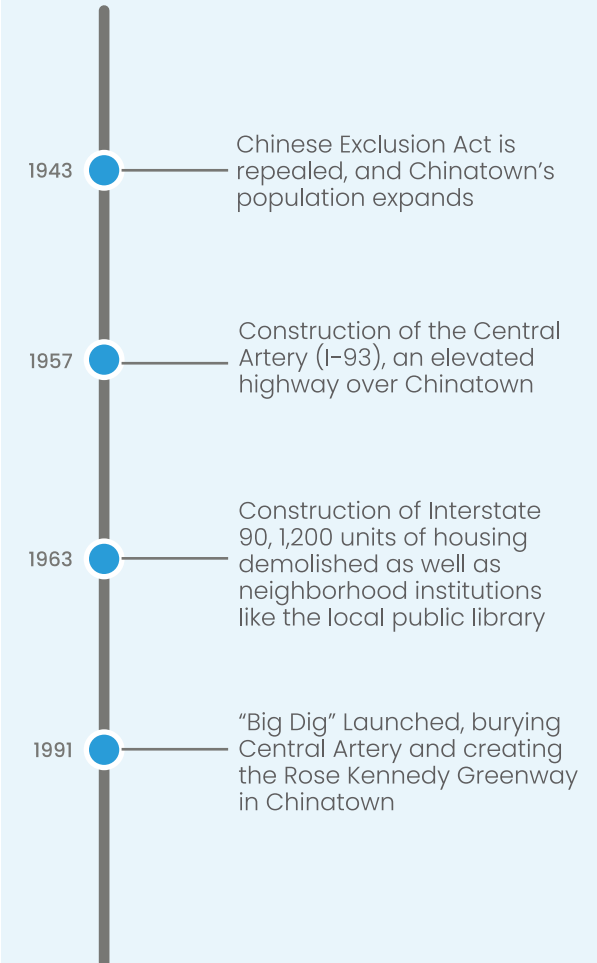 1943
Chinese Exclusion Act is
repealed, and Chinatown’s
population expands
1957
Construction of the Central
Artery (I-93), an elevated
highway over Chinatown
1963
Construction of Interstate
90, 1,200 units of housing
demolished as well as
neighborhood institutions
like the local public library
1991
“Big Dig” Launched, burying
Central Artery and creating
the Rose Kennedy Greenway
in Chinatown